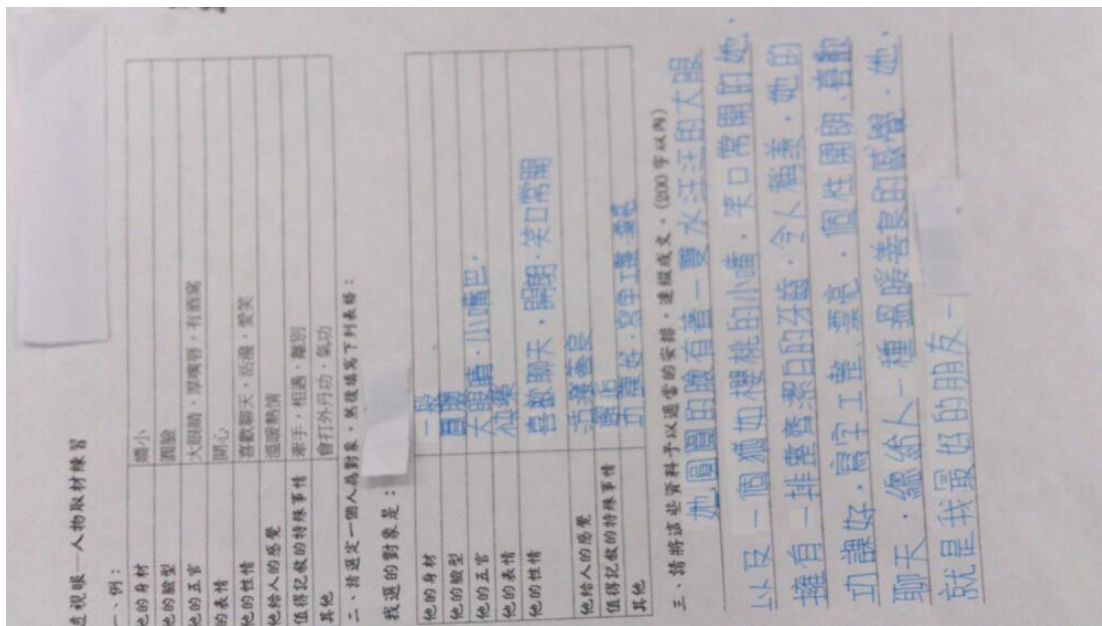 透視眼—人物取材練習
一、例：
他的身材 嬌小
他的臉型 圓臉
他的五官 大眼睛，厚嘴唇，有酒窩
的表情 開心
他的性情 喜歡聊天，活潑，愛笑
他給人的感覺 溫暖熱情
值得記敘的特殊事情 牽手，相遇，離別
其他 會打外丹功，氣功
二、請選定一個人為對象，然後填寫下列表格：
我選的對象是：
他的身材 一般
他的臉型 圓臉
他的五官 大眼睛，小嘴巴，
他的表情
他的性情 喜歡聊天，開朗，笑口常開
他給人的感覺 活潑善良
值得記敘的特殊事情
其他 功課好，寫字工整，漂亮
三、請將這些資料予以適當的安排，連綴成文。(200字以內)
她圓圓的臉有著一雙水汪汪的大眼
以及一個猶如櫻桃的小嘴，笑口常開的她，
擁有一排整齊潔白的牙齒，令人稱羨，她的
功課好，寫字工整、漂亮，個性開朗、喜歡
聊天，總給人一種溫暖善良的感覺，她，
就是我最好的朋友—